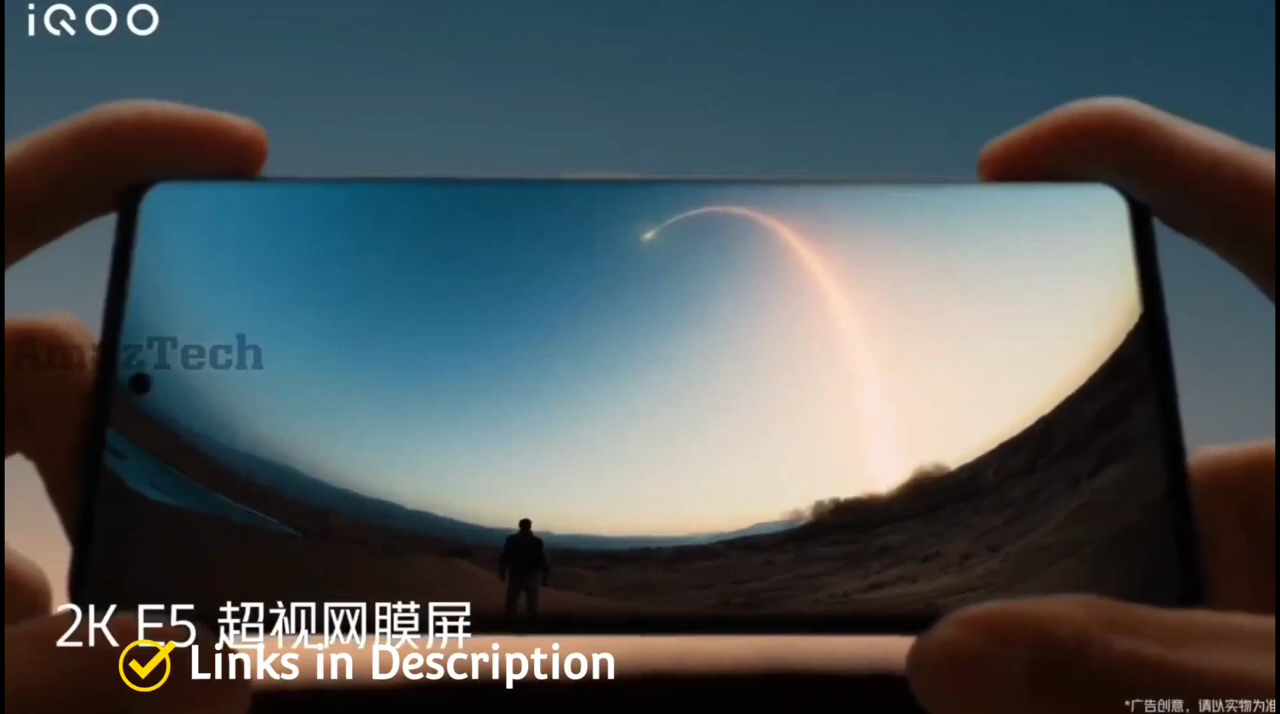 iQOO
AmazTech
2K E5 超视网膜屏
Links in Description
*广告创意，请以实物为准